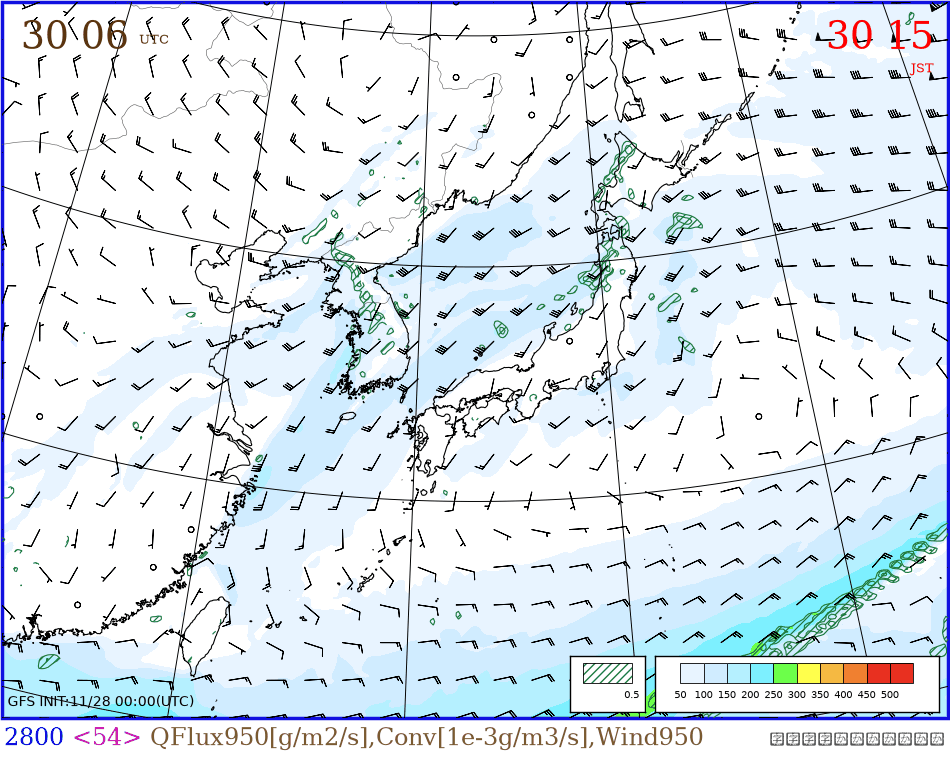 30 06 UTC
30 15
JST
0.5
50 100 150 200 250 300 350 400 450 500
GFS INIT:11/28 00:00(UTC)
2800 <54> QFlux950[g/m2/s],Conv[1e-3g/m3/s],Wind950